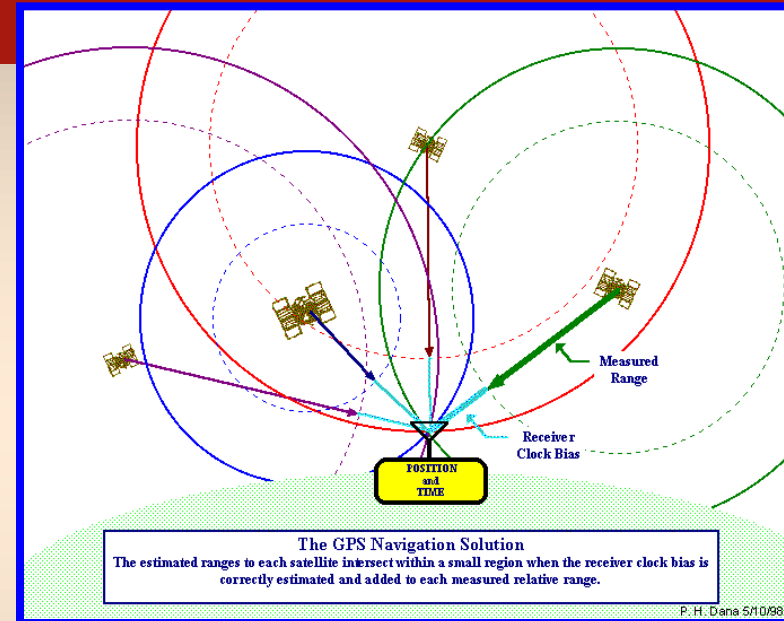 Measured
Range
Receiver
Clock Bias
POSITION
and
TIME
The GPS Navigation Solution
The estimated ranges to each satellite intersect within a small region when the receiver clock bias is
correctly estimated and added to each measured relative range.
P. H. Dana 5/10/98